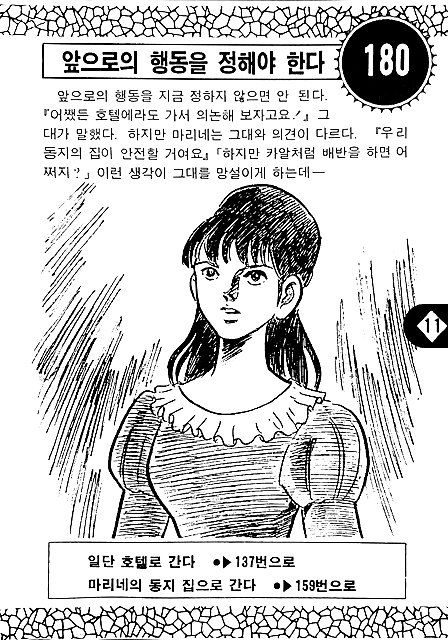 앞으로의 행동을 정해야 한다
180
앞으로의 행동을 지금 정하지 않으면 안 된다.
『어쨌든 호텔에라도 가서 의논해 보자고요!』 그
대가 말했다. 하지만 마리네는 그대와 의견이 다르다. 『우리
동지의 집이 안전할 거여요』 「하지만 카알처럼 배반을 하면 어
쩌지?」 이런 생각이 그대를 망설이게 하는데—
11
일단 호텔로 간다 ●▶137번으로
마리네의 동지 집으로 간다 ●▶159번으로